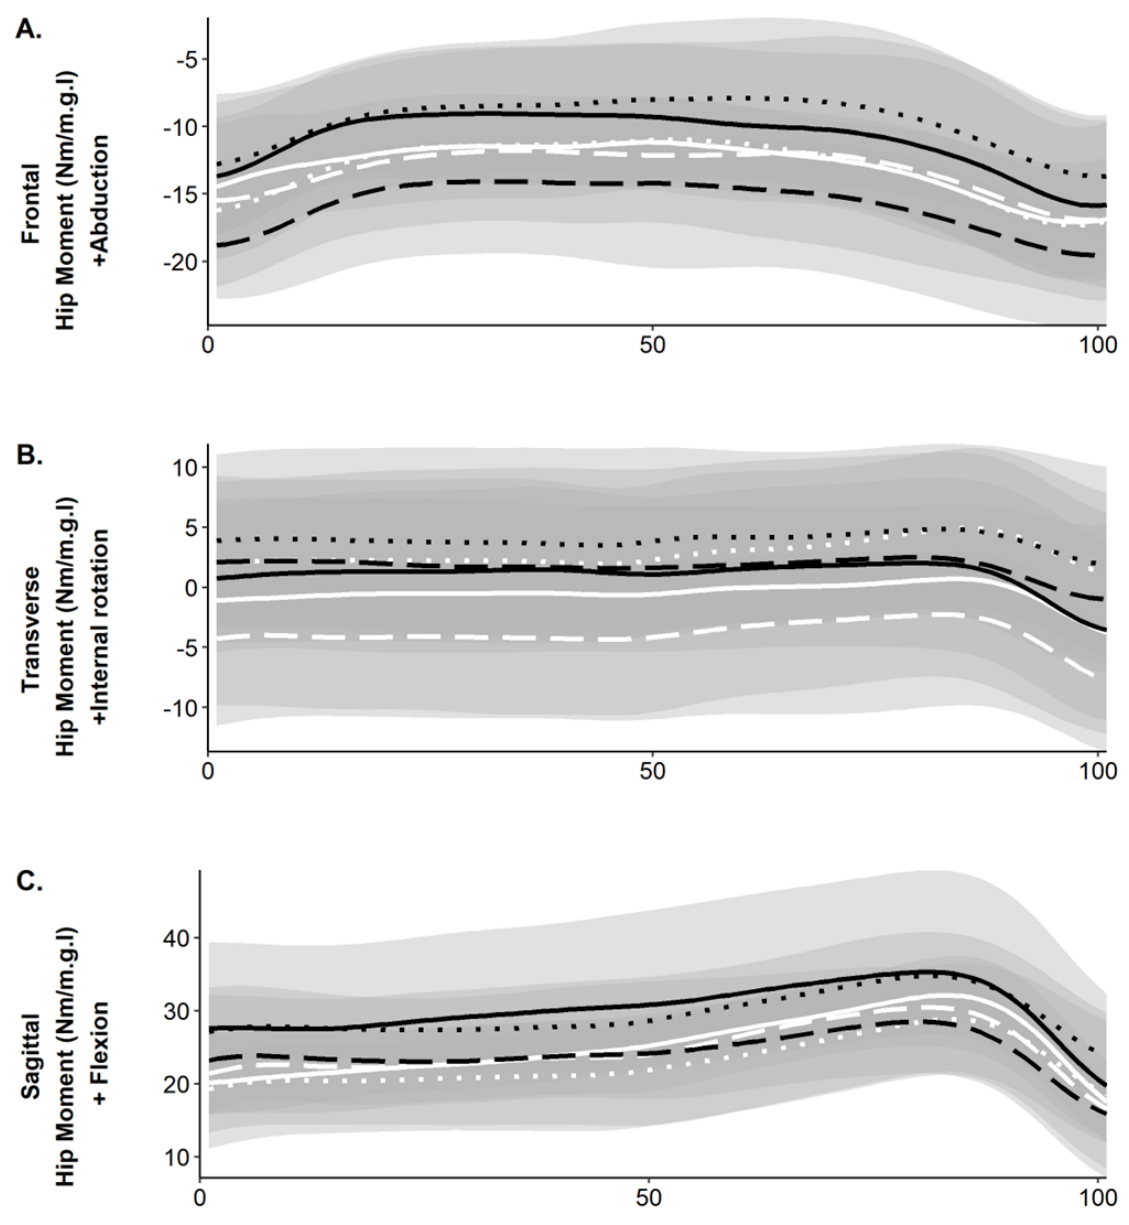 A.
Frontal
Hip Moment (Nm/m.g.l)
+Abduction
-5
-10
-15
-20
0 50 100
B.
Transverse
Hip Moment (Nm/m.g.l)
+Internal rotation
10
5
0
-5
-10
0 50 100
C.
Sagittal
Hip Moment (Nm/m.g.l)
+ Flexion
40
30
20
10
0 50 100